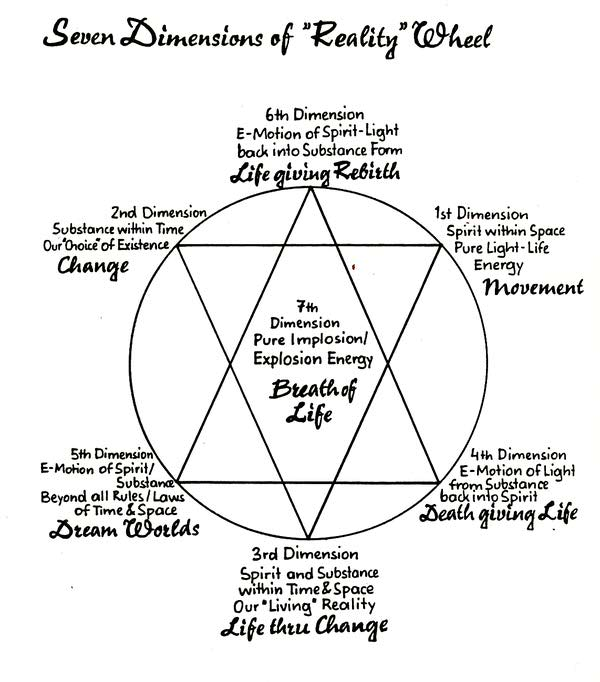 Seven Dimensions of "Reality" Wheel
6th Dimension
E-Motion of Spirit-Light
back into Substance Form
Life giving Rebirth
2nd Dimension
Substance within Time
Our "Choice" of Existence
Change
1st Dimension
Spirit within Space
Pure Light-Life
Energy
Movement
7th
Dimension
Pure Implosion/
Explosion Energy
Breath of
Life
5th Dimension
E-Motion of Spirit/
Substance
Beyond all Rules/Laws
of Time & Space
Dream Worlds
4th Dimension
E-Motion of Light
from Substance
back into Spirit
Death giving Life
3rd Dimension
Spirit and Substance
within Time & Space
Our "Living" Reality
Life thru Change